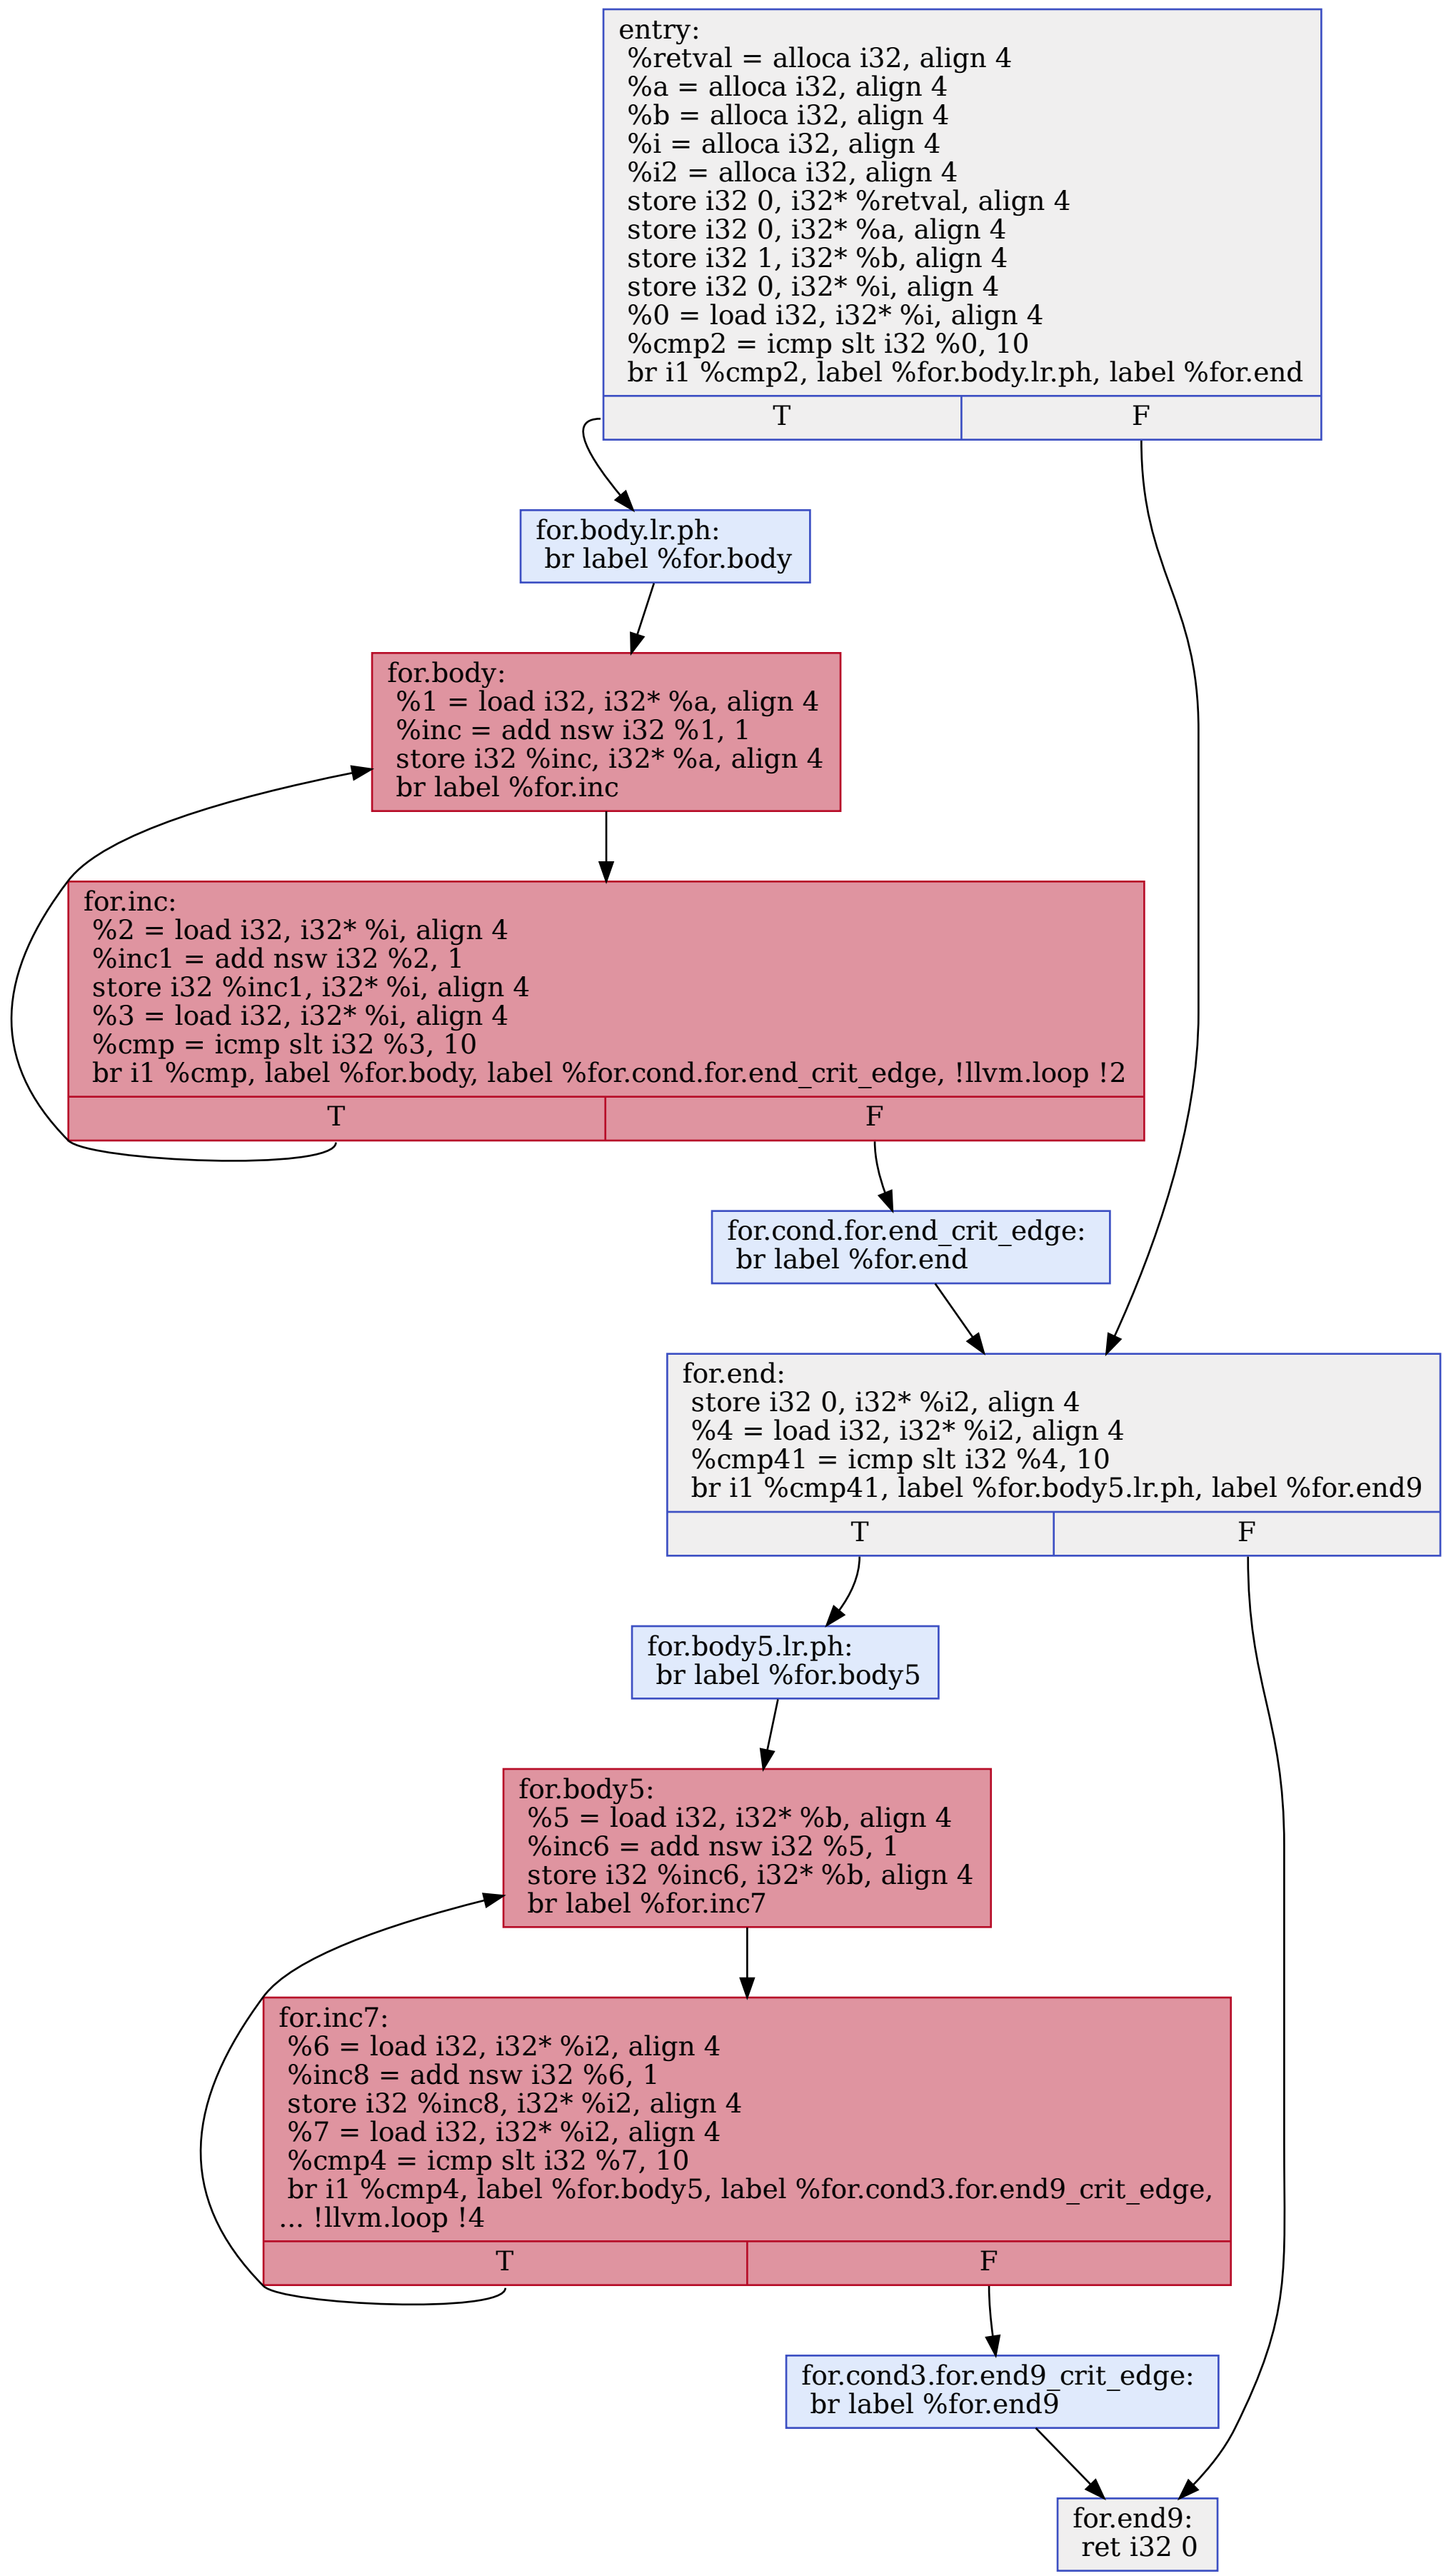 entry:
%retval = alloca i32, align 4
%a = alloca i32, align 4
%b = alloca i32, align 4
%i = alloca i32, align 4
%i2 = alloca i32, align 4
store i32 0, i32* %retval, align 4
store i32 0, i32* %a, align 4
store i32 1, i32* %b, align 4
store i32 0, i32* %i, align 4
%0 = load i32, i32* %i, align 4
%cmp2 = icmp slt i32 %0, 10
br i1 %cmp2, label %for.body.lr.ph, label %for.end
T F
for.body.lr.ph:
br label %for.body
for.body:
%1 = load i32, i32* %a, align 4
%inc = add nsw i32 %1, 1
store i32 %inc, i32* %a, align 4
br label %for.inc
for.inc:
%2 = load i32, i32* %i, align 4
%inc1 = add nsw i32 %2, 1
store i32 %inc1, i32* %i, align 4
%3 = load i32, i32* %i, align 4
%cmp = icmp slt i32 %3, 10
br i1 %cmp, label %for.body, label %for.cond.for.end_crit_edge, !llvm.loop !2
T F
for.cond.for.end_crit_edge:
br label %for.end
for.end:
store i32 0, i32* %i2, align 4
%4 = load i32, i32* %i2, align 4
%cmp41 = icmp slt i32 %4, 10
br i1 %cmp41, label %for.body5.lr.ph, label %for.end9
T F
for.body5.lr.ph:
br label %for.body5
for.body5:
%5 = load i32, i32* %b, align 4
%inc6 = add nsw i32 %5, 1
store i32 %inc6, i32* %b, align 4
br label %for.inc7
for.inc7:
%6 = load i32, i32* %i2, align 4
%inc8 = add nsw i32 %6, 1
store i32 %inc8, i32* %i2, align 4
%7 = load i32, i32* %i2, align 4
%cmp4 = icmp slt i32 %7, 10
br i1 %cmp4, label %for.body5, label %for.cond3.for.end9_crit_edge,
... !llvm.loop !4
T F
for.cond3.for.end9_crit_edge:
br label %for.end9
for.end9:
ret i32 0